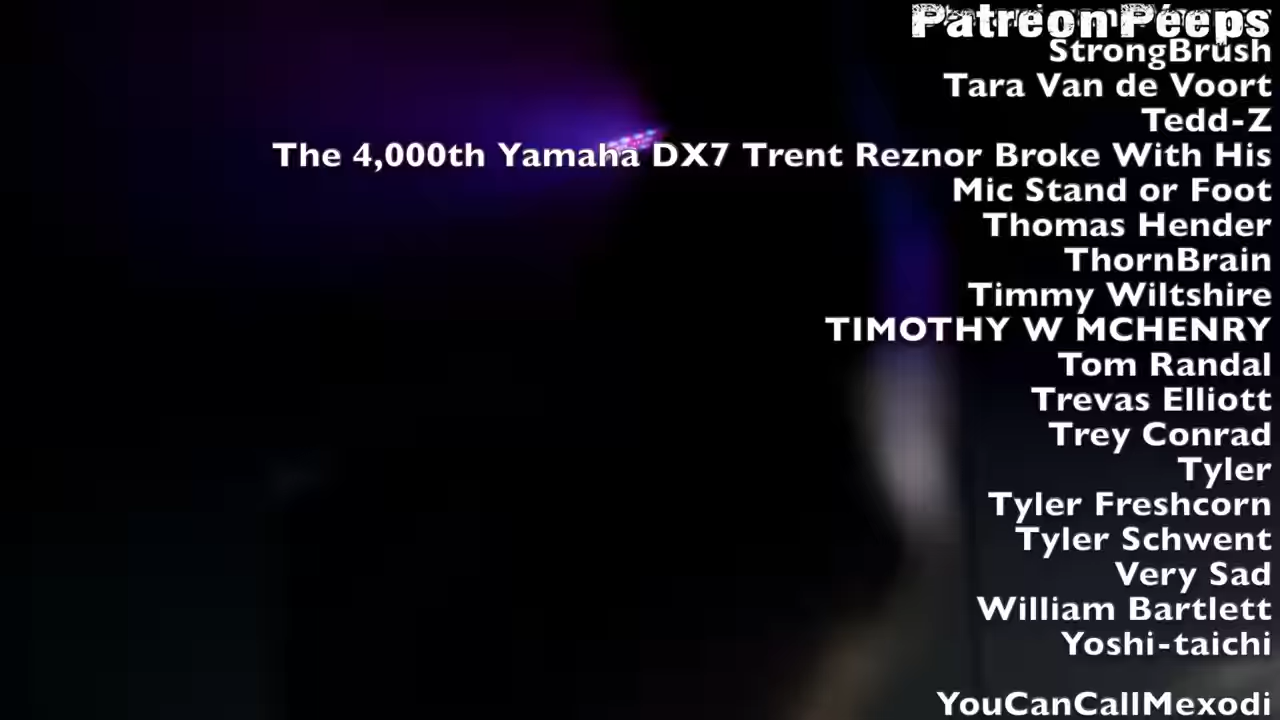 Patreon Peeps
StrongBrush
Tara Van de Voort
Tedd-Z
The 4,000th Yamaha DX7 Trent Reznor Broke With His
Mic Stand or Foot
Thomas Hender
ThornBrain
Timmy Wiltshire
TIMOTHY W MCHENRY
Tom Randal
Trevas Elliott
Trey Conrad
Tyler
Tyler Freshcorn
Tyler Schwent
Very Sad
William Bartlett
Yoshi-taichi
YouCanCallMexodi